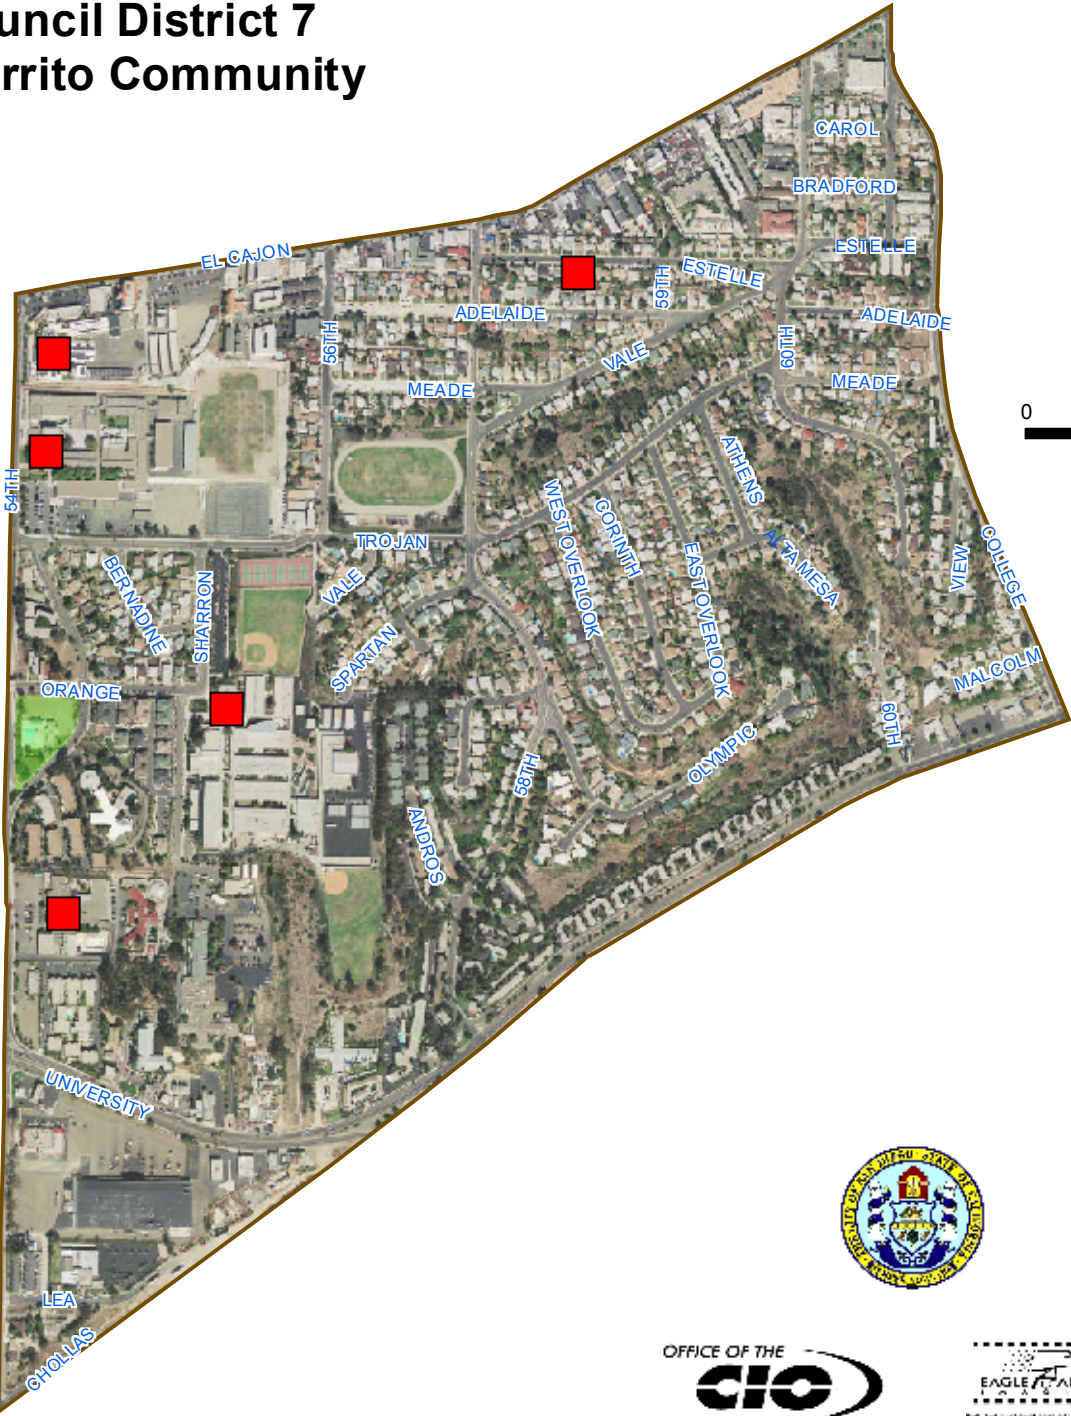 uncil District 7
rrito Community
CAROL
BRADFORD
ESTELLE
EL CAJON
ESTELLE
59TH
ADELAIDE
ADELAIDE
56TH
VALE
60TH
MEADE
MEADE
0
54TH
ATHENS
WEST OVERLOOK
CORINTH
TROJAN
ALTA MESA
EAST OVERLOOK
VIEW
COLLEGE
BERNADINE
SHARRON
VALE
SPARTAN
ORANGE
MALCOLM
60TH
OLYMPIC
58TH
ANDROS
UNIVERSITY
LEA
CHOLLAS
OFFICE OF THE
CIO